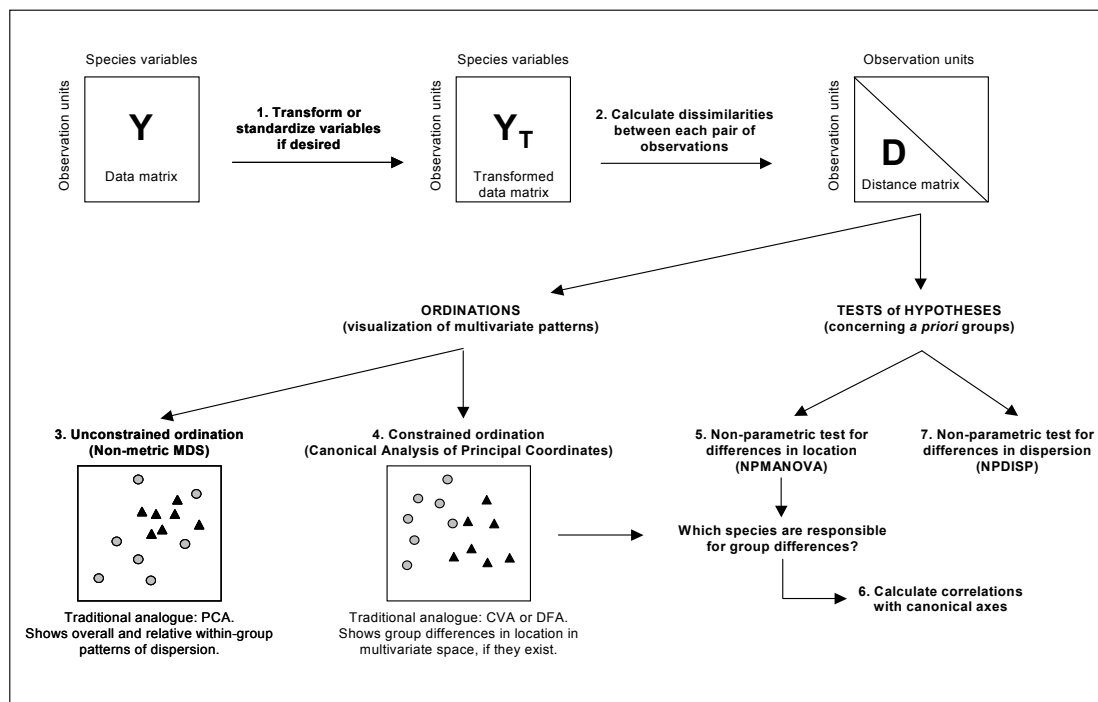 Species variables
Observation units
Y
Data matrix
1. Transform or
standardize variables
if desired
Species variables
Observation units
Y_T
Transformed
data matrix
2. Calculate dissimilarities
between each pair of
observations
Observation units
Observation units
D
Distance matrix
ORDINATIONS
(visualization of multivariate patterns)
TESTS of HYPOTHESES
(concerning a priori groups)
3. Unconstrained ordination
(Non-metric MDS)
Traditional analogue: PCA.
Shows overall and relative within-group
patterns of dispersion.
4. Constrained ordination
(Canonical Analysis of Principal Coordinates)
Traditional analogue: CVA or DFA.
Shows group differences in location in
multivariate space, if they exist.
5. Non-parametric test for
differences in location
(NPMANOVA)
7. Non-parametric test for
differences in dispersion
(NPDISP)
Which species are responsible
for group differences?
6. Calculate correlations
with canonical axes